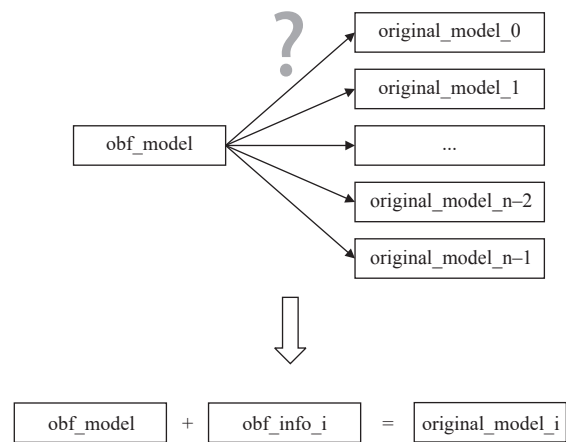 ?
original_model_0
original_model_1
obf_model
...
original_model_n–2
original_model_n–1
obf_model + obf_info_i = original_model_i